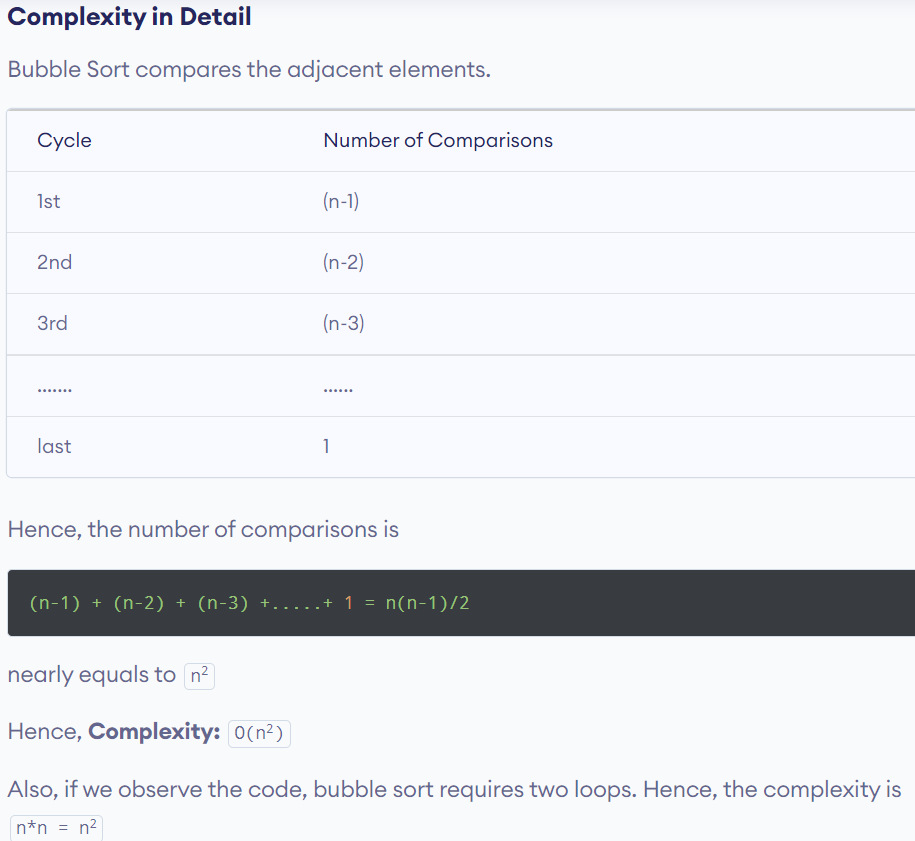 Complexity in Detail
Bubble Sort compares the adjacent elements.
Cycle Number of Comparisons
1st (n-1)
2nd (n-2)
3rd (n-3)
....... ......
last 1
Hence, the number of comparisons is
(n-1) + (n-2) + (n-3) +.....+ 1 = n(n-1)/2
nearly equals to n²
Hence, Complexity: O(n²)
Also, if we observe the code, bubble sort requires two loops. Hence, the complexity is
n*n = n²